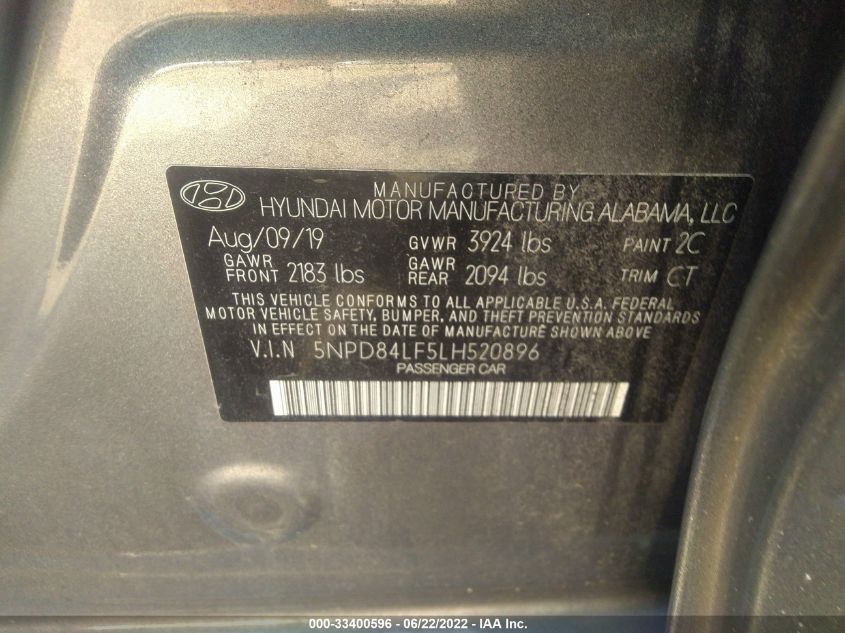 MANUFACTURED BY
HYUNDAI MOTOR MANUFACTURING ALABAMA, LLC
Aug/09/19 GVWR 3924 lbs PAINT 2C
GAWR FRONT 2183 lbs GAWR REAR 2094 lbs TRIM CT
THIS VEHICLE CONFORMS TO ALL APPLICABLE U.S.A. FEDERAL
MOTOR VEHICLE SAFETY, BUMPER, AND THEFT PREVENTION STANDARDS
IN EFFECT ON THE DATE OF MANUFACTURE SHOWN ABOVE
V.I.N 5NPD84LF5LH520896
PASSENGER CAR
000-33400596 - 06/22/2022 - IAA Inc.